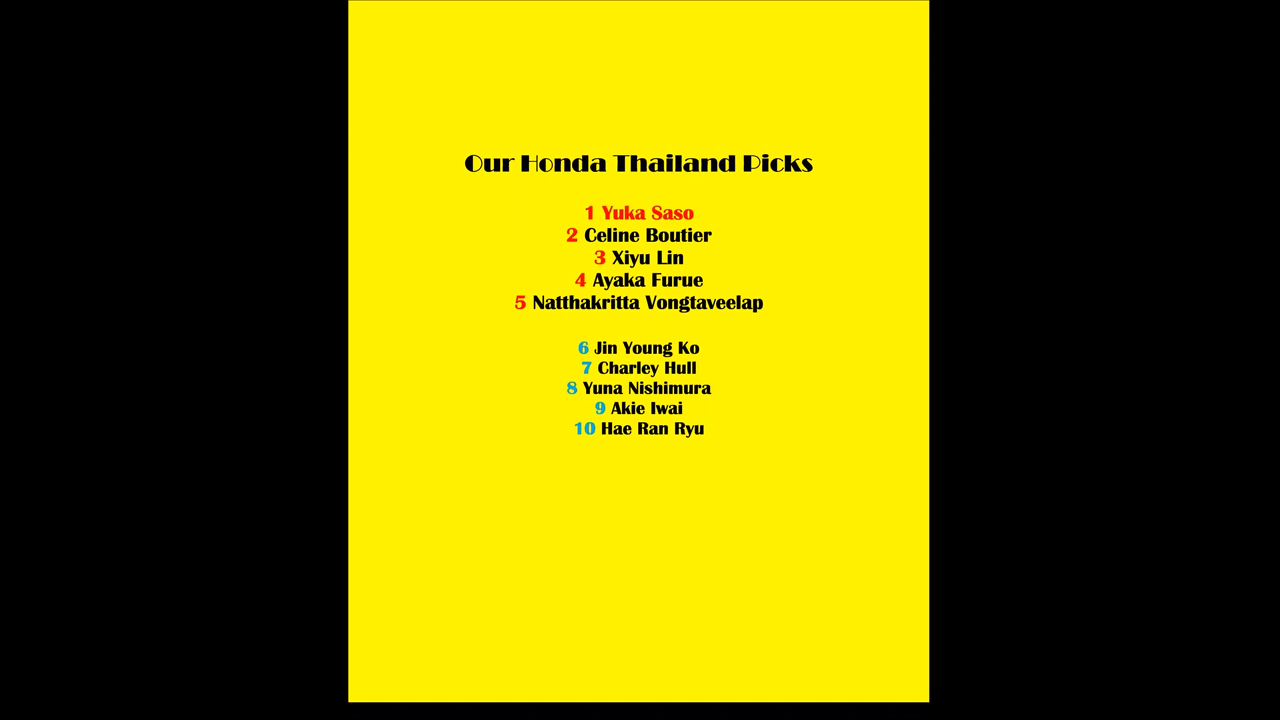 Our Honda Thailand Picks
1 Yuka Saso
2 Celine Boutier
3 Xiyu Lin
4 Ayaka Furue
5 Natthakritta Vongtaveelap
6 Jin Young Ko
7 Charley Hull
8 Yuna Nishimura
9 Akie Iwai
10 Hae Ran Ryu